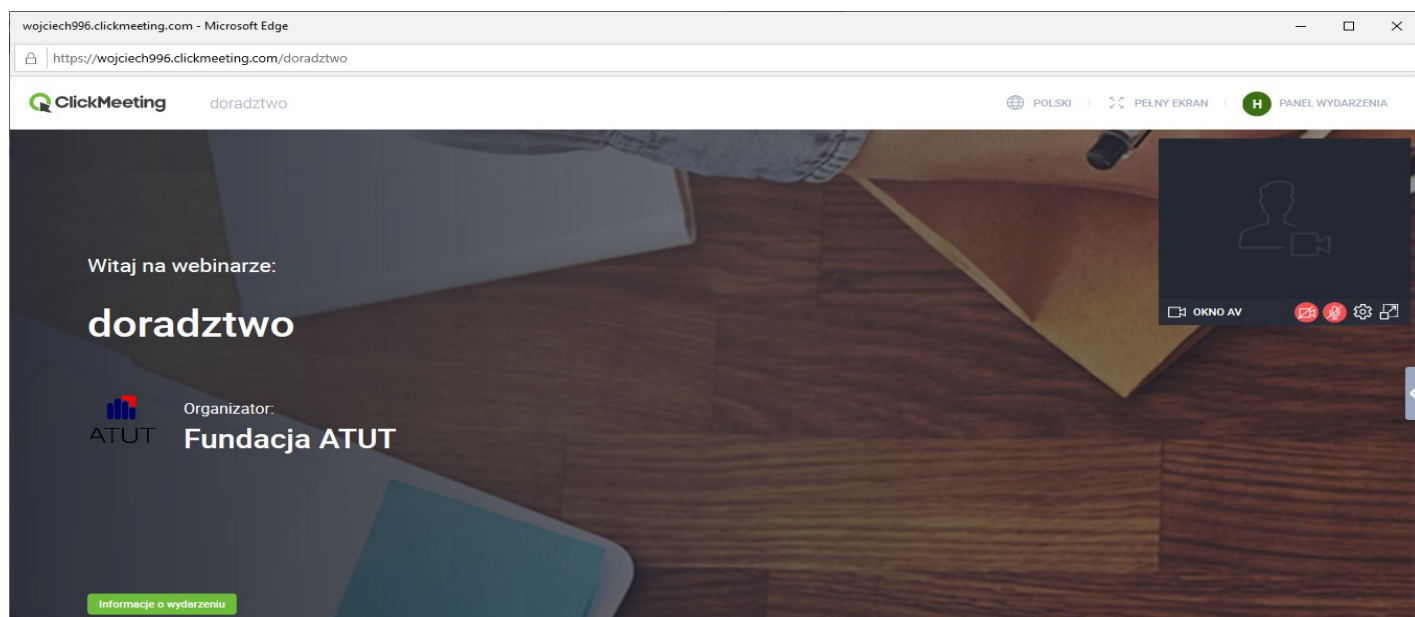 wojciech996.clickmeeting.com - Microsoft Edge
https://wojciech996.clickmeeting.com/doradztwo
ClickMeeting doradztwo POLSKI PEŁNY EKRAN H PANEL WYDARZENIA
Witaj na webinarze:
doradztwo
OKNO AV
ATUT
Organizator:
Fundacja ATUT
Informacje o wydarzeniu